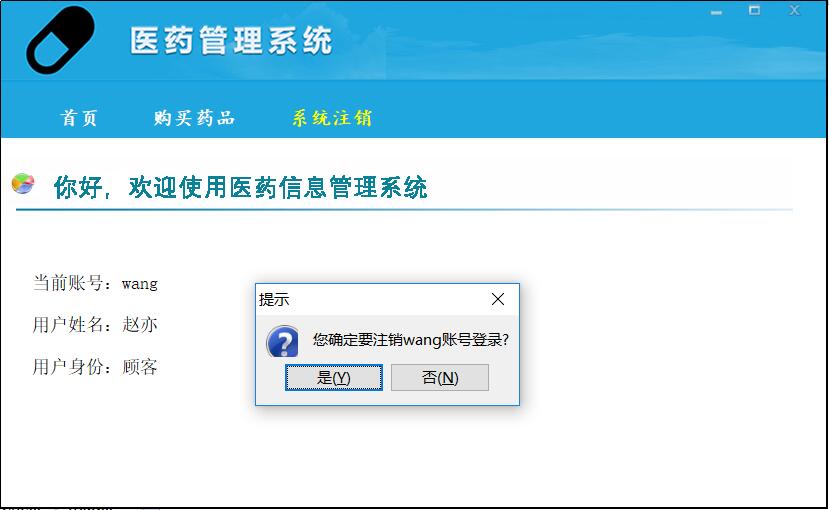 医药管理系统
首页 购买药品 系统注销
你好，欢迎使用医药信息管理系统
当前账号：wang
用户姓名：赵亦
用户身份：顾客
提示
您确定要注销wang账号登录?
是(Y) 否(N)